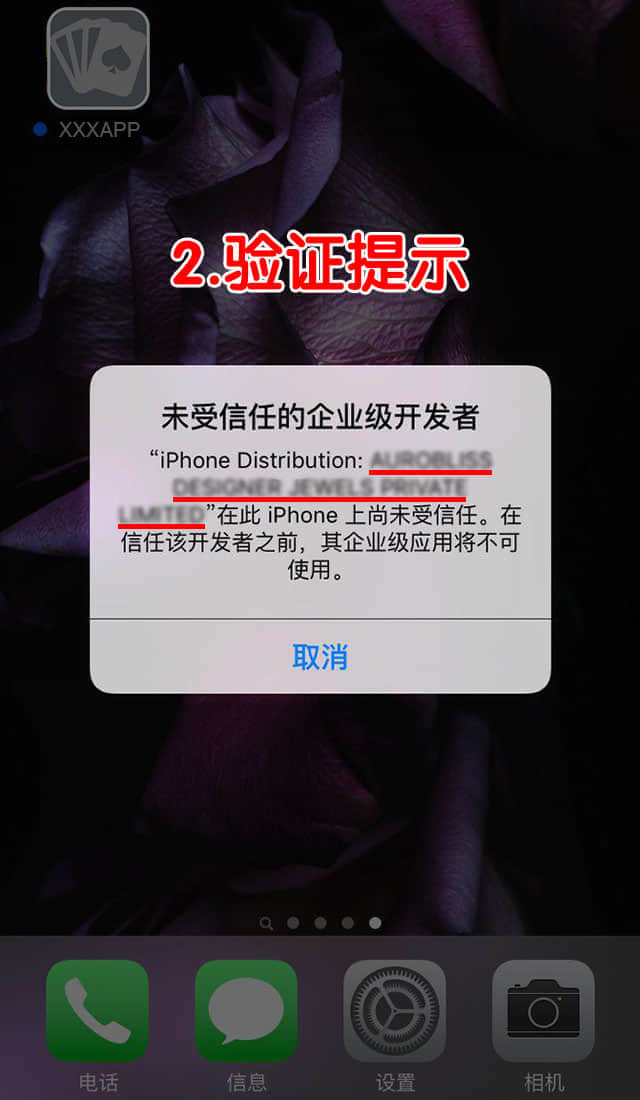 XXXAPP
2.验证提示
未受信任的企业级开发者
“iPhone Distribution: AUROBLISS
DESIGNER JEWELS PRIVATE
LIMITED”在此 iPhone 上尚未受信任。在
信任该开发者之前，其企业级应用将不可
使用。
取消
电话
信息
设置
相机